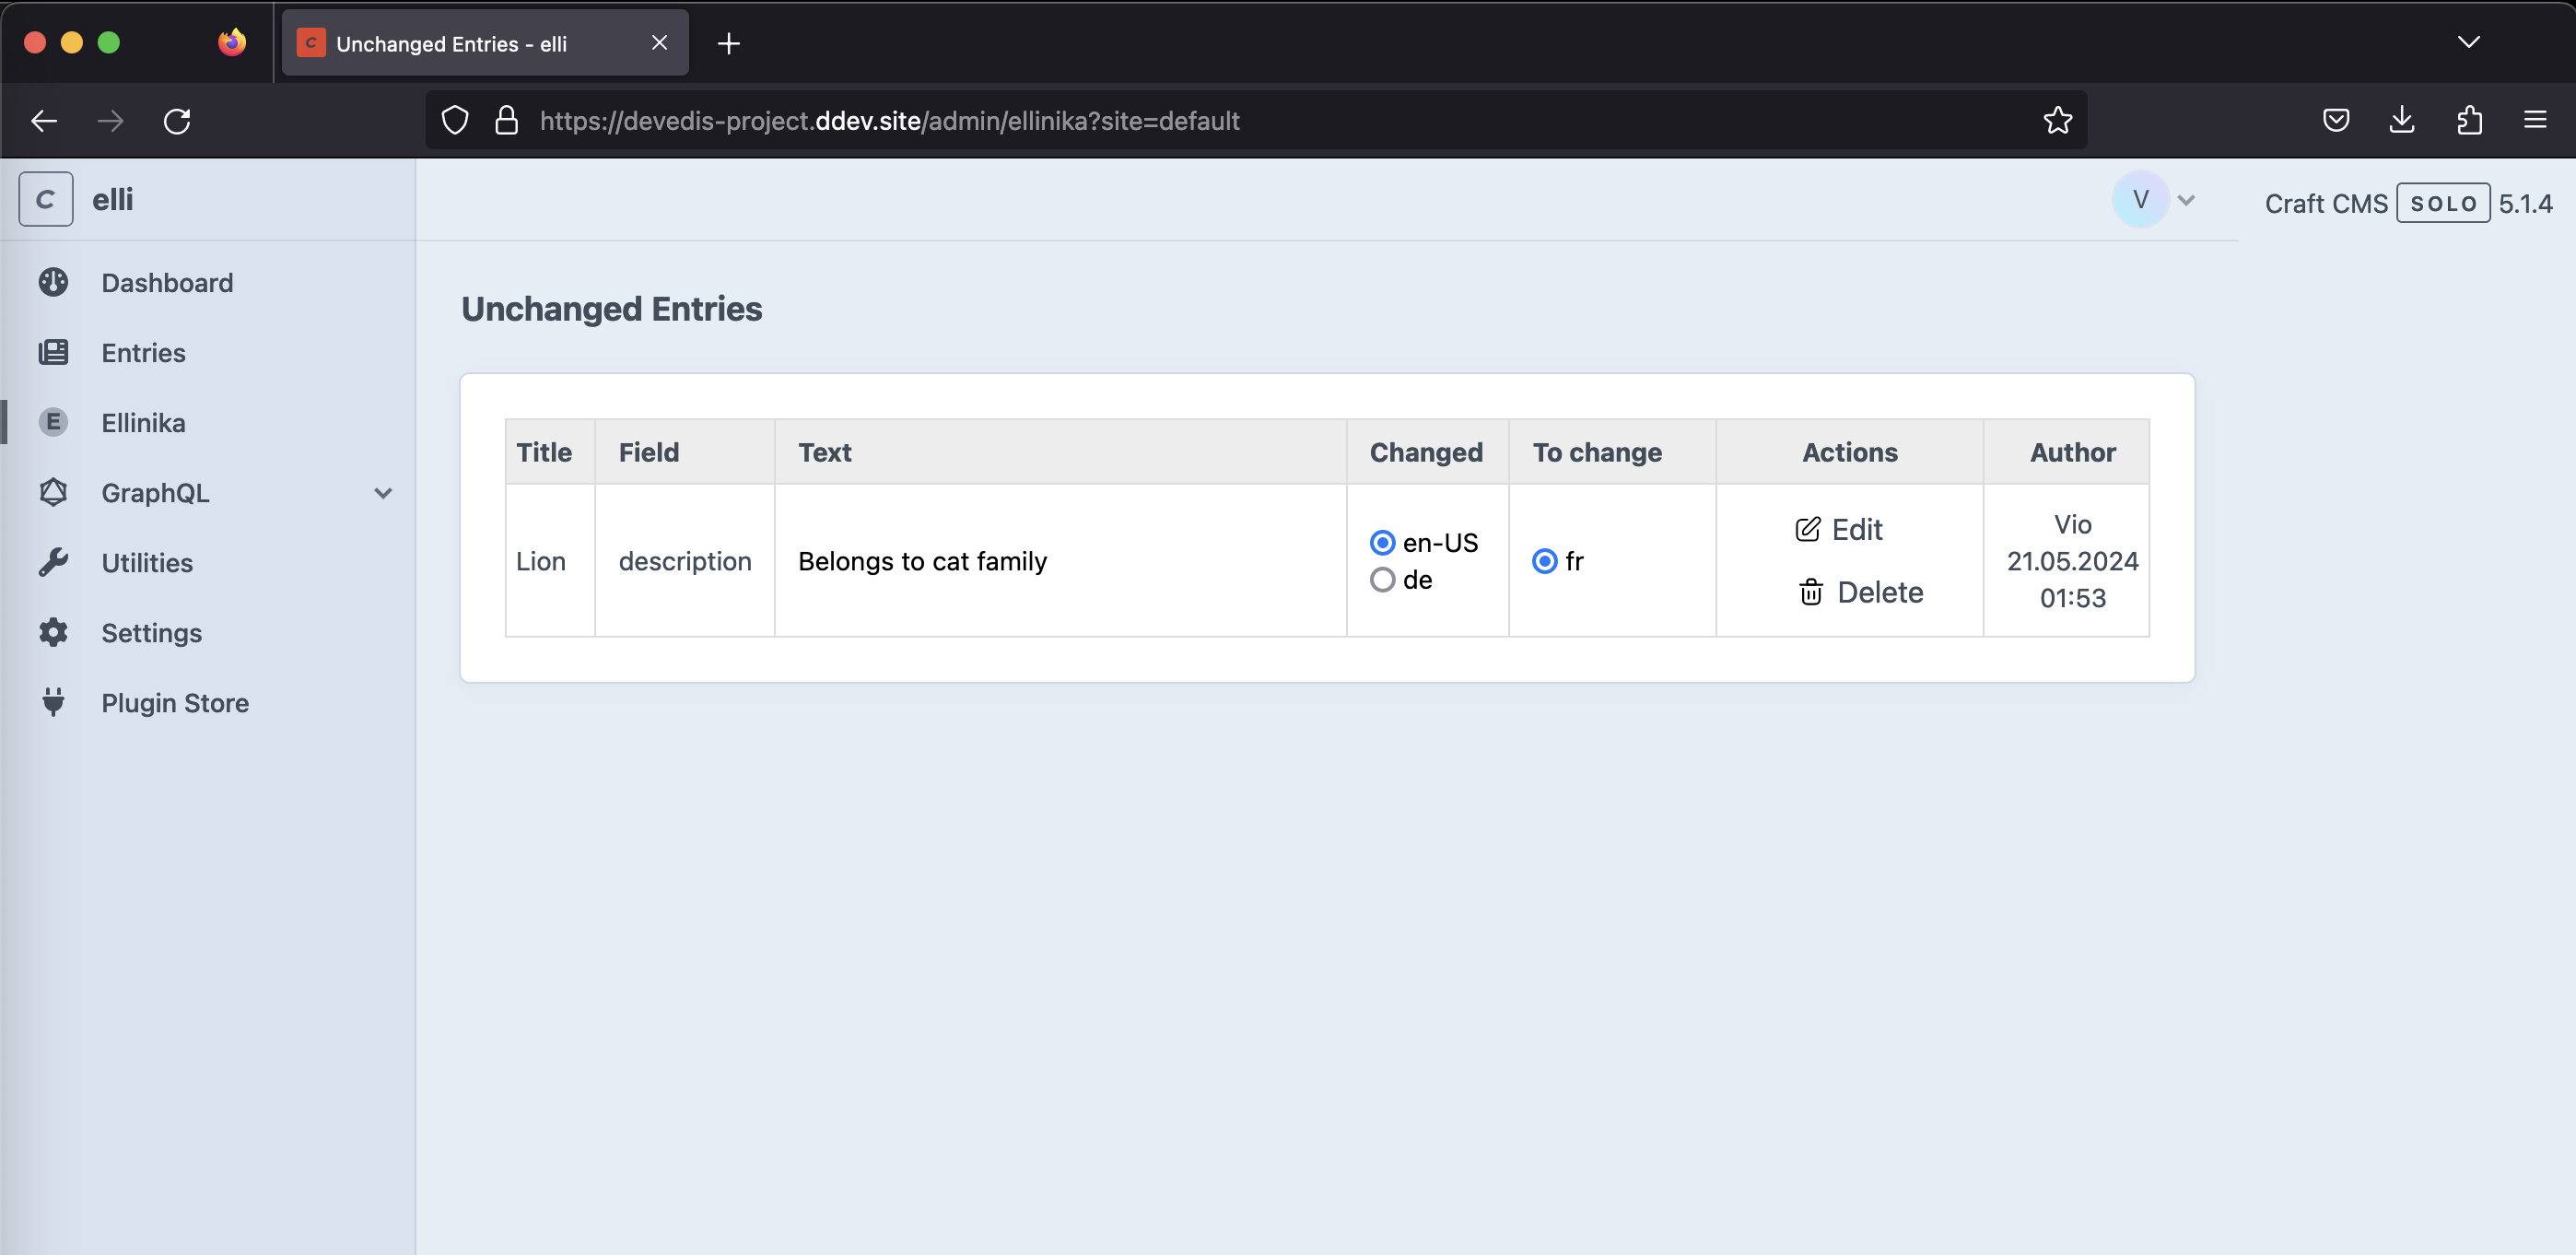 Unchanged Entries - elli
https://devedis-project.ddev.site/admin/ellinika?site=default
C elli
V
Craft CMS SOLO 5.1.4
Dashboard
Entries
E Ellinika
GraphQL
Utilities
Settings
Plugin Store
Unchanged Entries
Title Field Text Changed To change Actions Author
Lion description Belongs to cat family
en-US
de
fr
Edit
Delete
Vio
21.05.2024
01:53